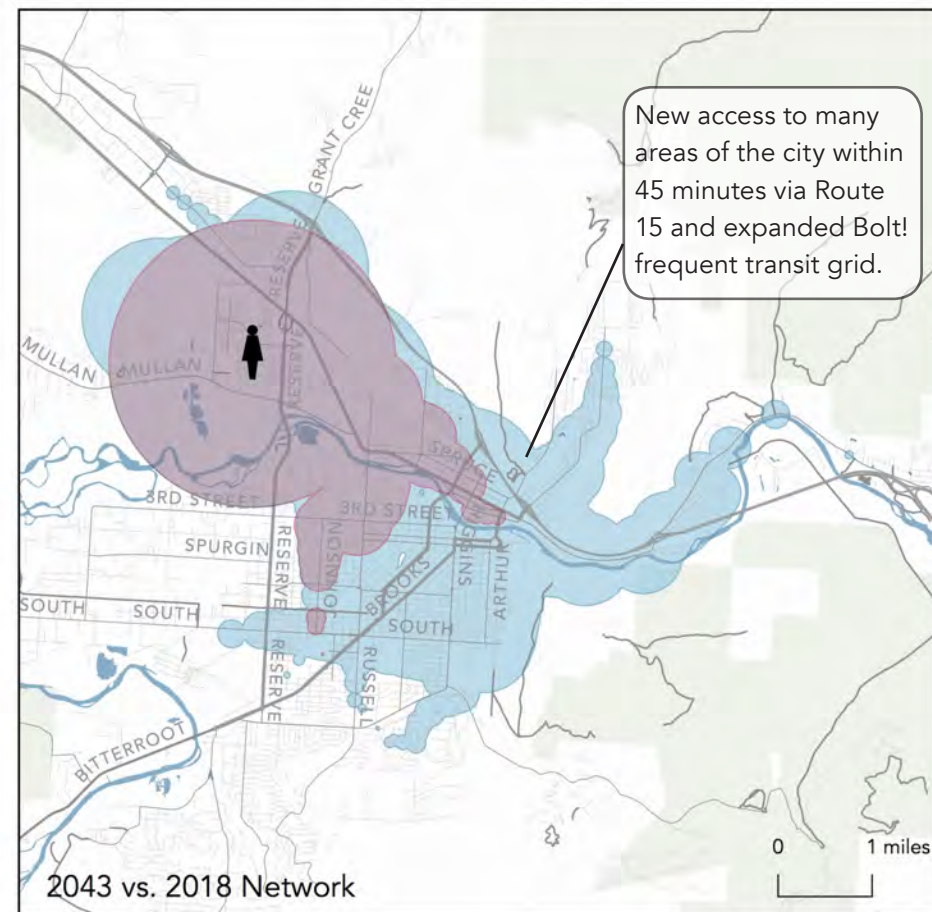 GRANT CREE
New access to many
areas of the city within
45 minutes via Route
15 and expanded Bolt!
frequent transit grid.
RESERVE
RESERVE
MULLAN
MULLAN
SPRUCE
3RD STREET
3RD STREET
SPURGIN
RESERVE
JOHNSON
BROOKS
ARTHUR
SOUTH
SOUTH
SOUTH
RUSSELL
RESERVE
BITTERROOT
0
1 miles
2043 vs. 2018 Network